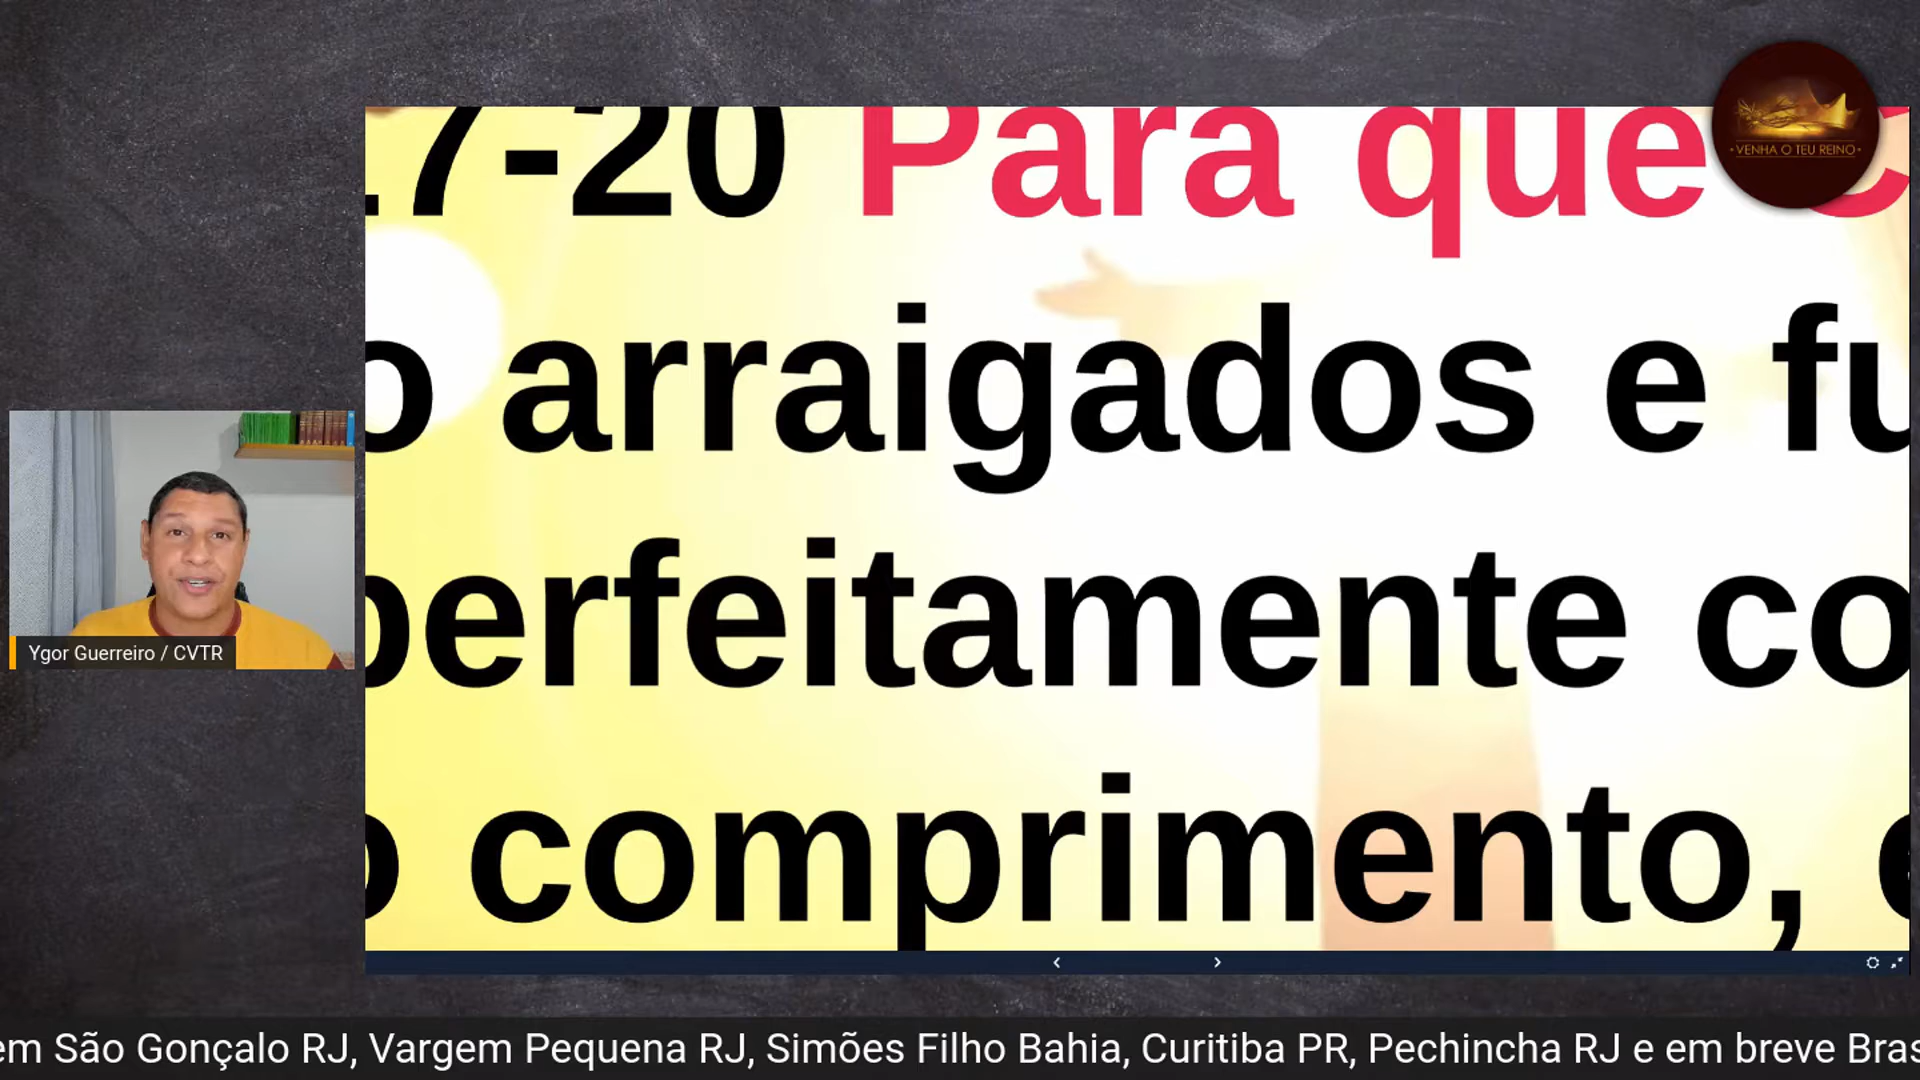 17-20 Para que C
VENHA O TEU REINO
o arraigados e fu
perfeitamente co
o comprimento, e
Ygor Guerreiro / CVTR
em São Gonçalo RJ, Vargem Pequena RJ, Simões Filho Bahia, Curitiba PR, Pechincha RJ e em breve Bras